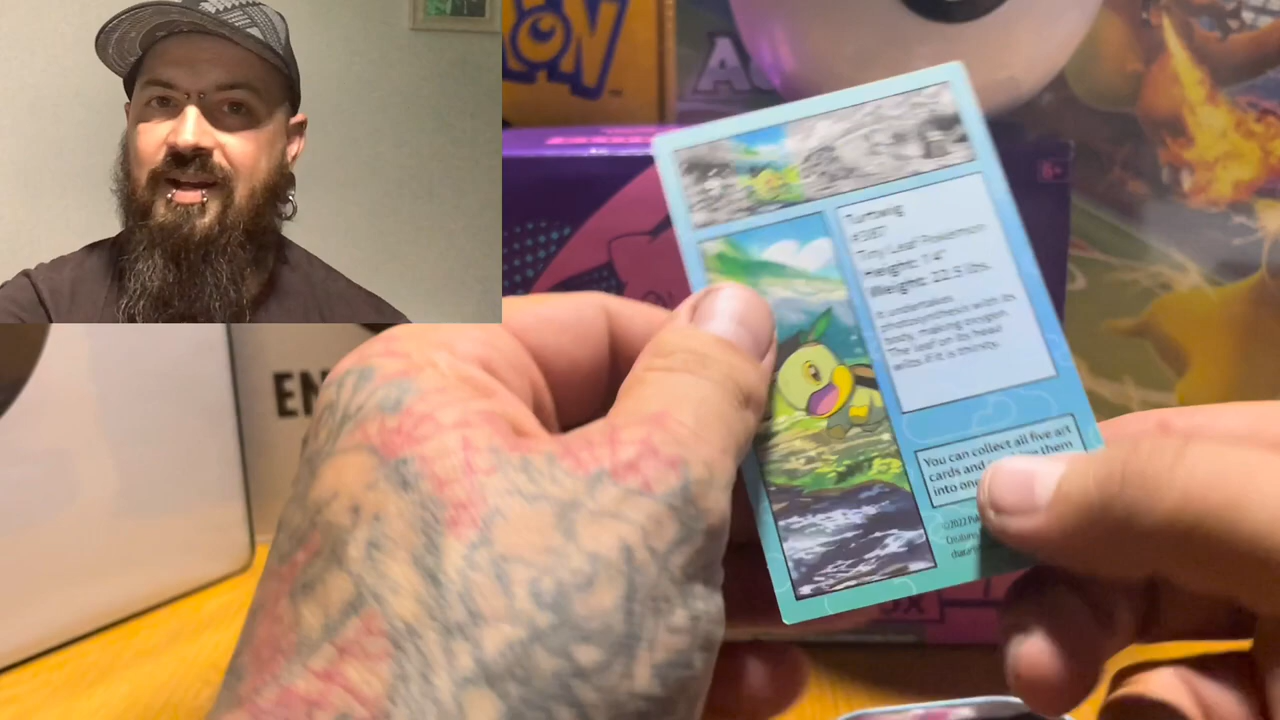 Turtwig
#387
Tiny Leaf Pokémon
Height: 1'4"
Weight: 22.5 lbs.
It undertakes
photosynthesis with its
body, making oxygen.
The leaf on its head
wilts if it is thirsty.
You can collect all five art
cards and them
into one
©2022
EN